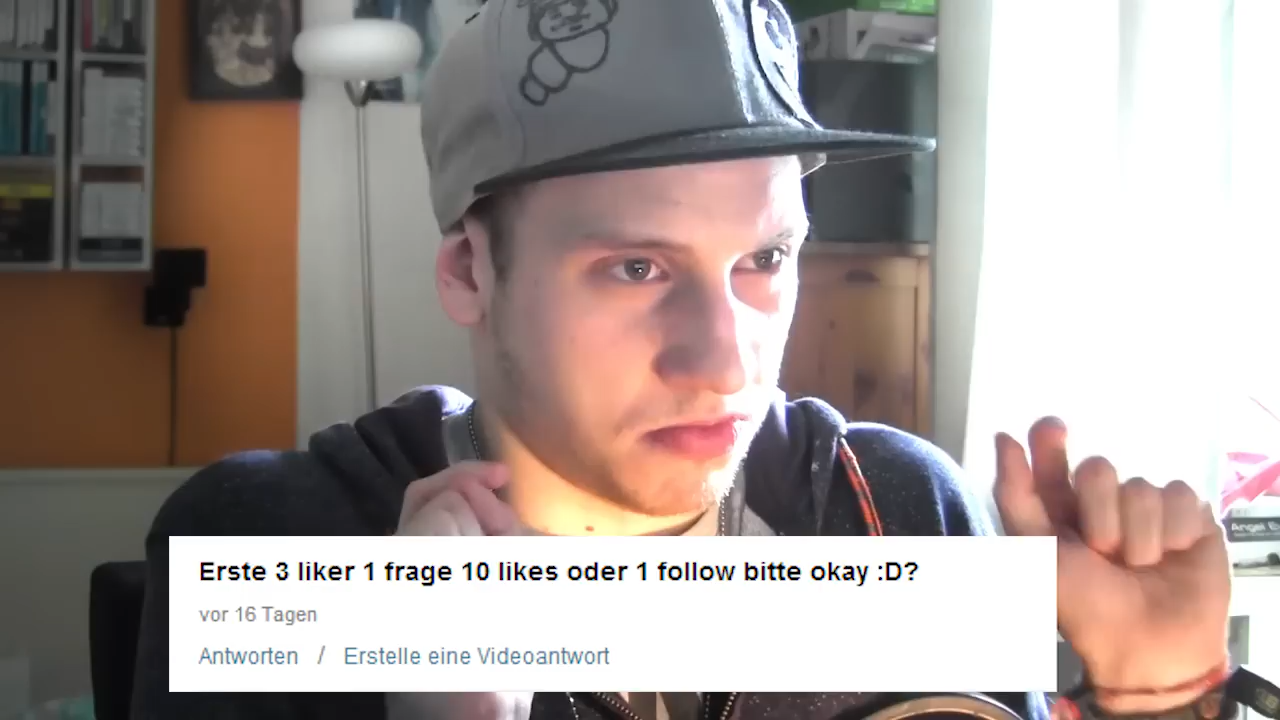 Erste 3 liker 1 frage 10 likes oder 1 follow bitte okay :D?
vor 16 Tagen
Antworten / Erstelle eine Videoantwort